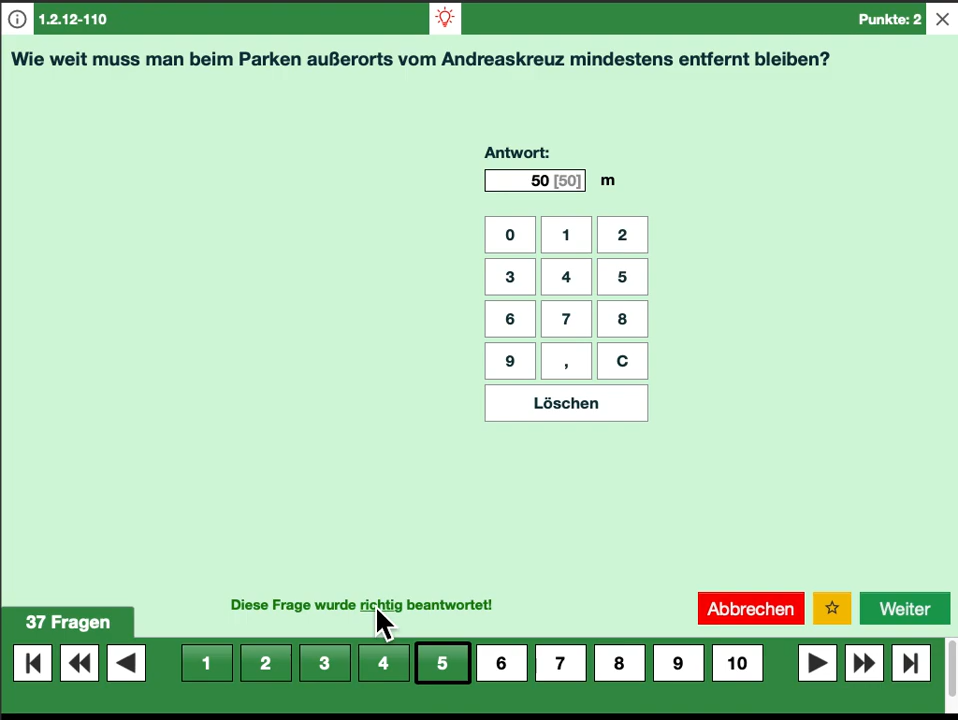 1.2.12-110
Punkte: 2
Wie weit muss man beim Parken außerorts vom Andreaskreuz mindestens entfernt bleiben?
Antwort:
50 [50] m
0 1 2
3 4 5
6 7 8
9 , C
Löschen
Diese Frage wurde richtig beantwortet!
Abbrechen
Weiter
37 Fragen
1 2 3 4 5 6 7 8 9 10